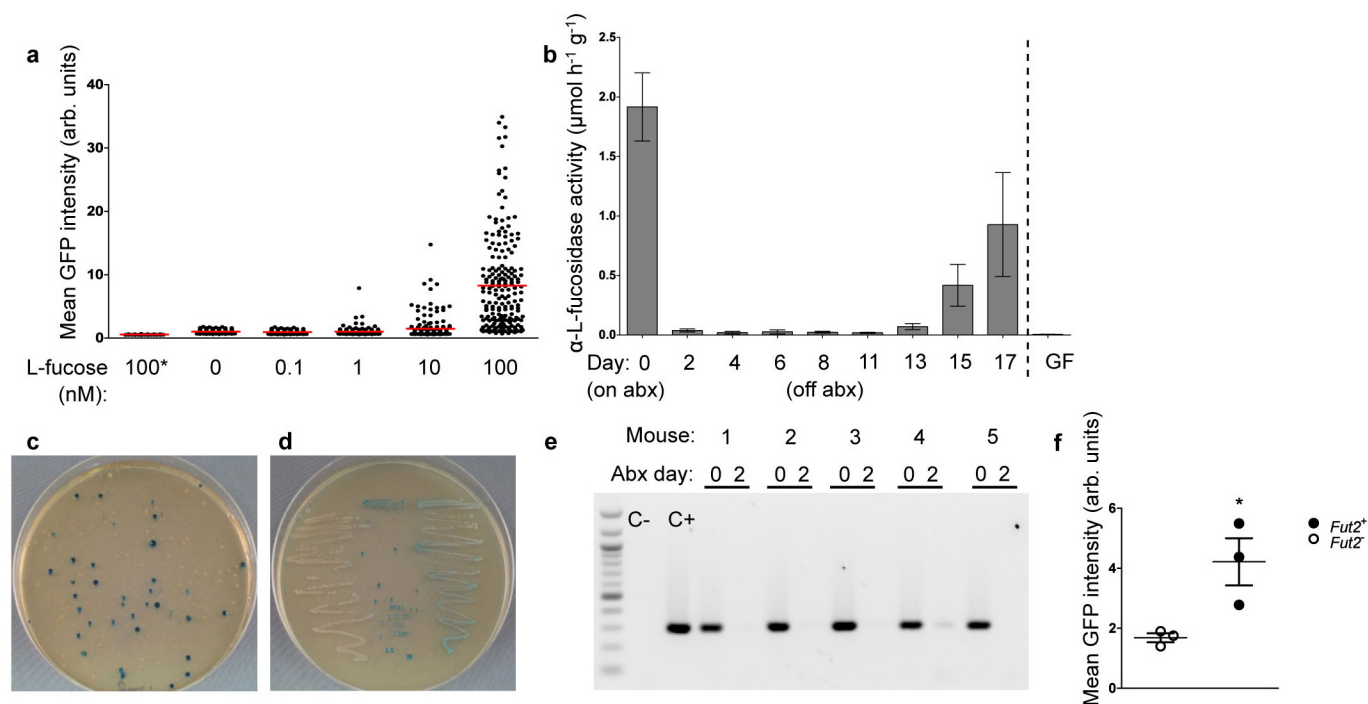 a
Mean GFP intensity (arb. units)
40
30
20
10
0
L-fucose
(nM):
100* 0 0.1 1 10 100
b
α-L-fucosidase activity (μmol h⁻¹ g⁻¹)
2.5
2.0
1.5
1.0
0.5
0.0
Day: 0 2 4 6 8 11 13 15 17 GF
(on abx) (off abx)
c
d
e
Mouse: 1 2 3 4 5
Abx day: 0 2 0 2 0 2 0 2 0 2
C- C+
f
Mean GFP intensity (arb. units)
6
4
2
0
*
Fut2⁺
Fut2⁻